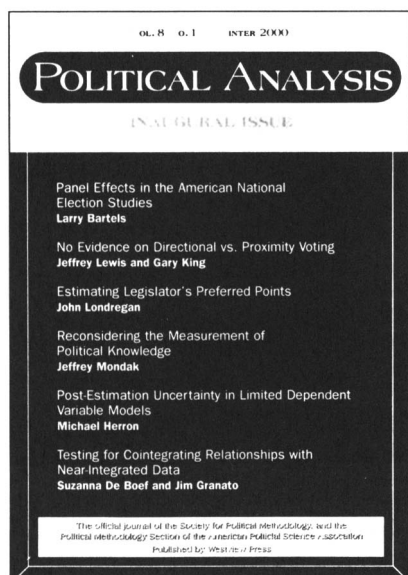 OL. 8 O. 1 INTER 2000
POLITICAL ANALYSIS
INAUGURAL ISSUE
Panel Effects in the American National
Election Studies
Larry Bartels
No Evidence on Directional vs. Proximity Voting
Jeffrey Lewis and Gary King
Estimating Legislator's Preferred Points
John Londregan
Reconsidering the Measurement of
Political Knowledge
Jeffrey Mondak
Post-Estimation Uncertainty in Limited Dependent
Variable Models
Michael Herron
Testing for Cointegrating Relationships with
Near-Integrated Data
Suzanna De Boef and Jim Granato
The official journal of the Society for Political Methodology and the
Political Methodology Section of the American Political Science Association
Published by Westview Press